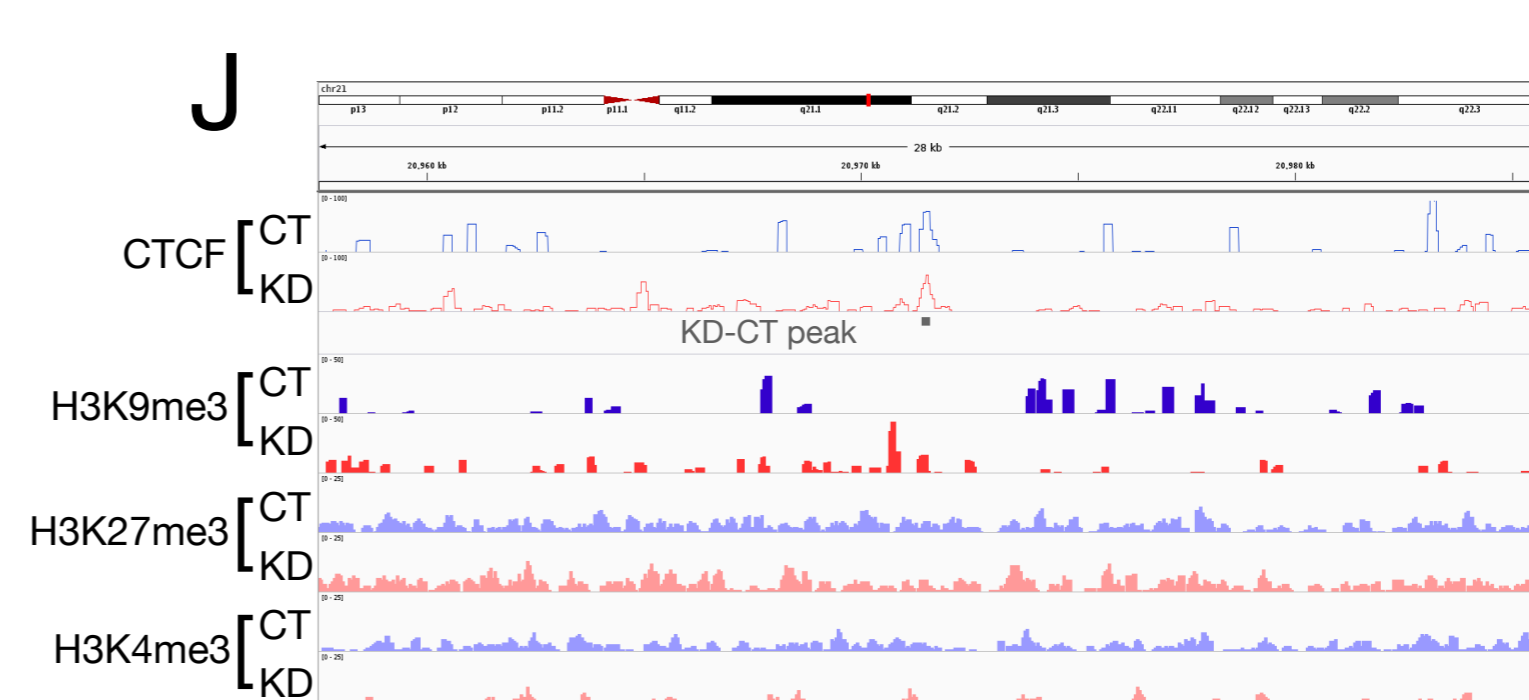 J
chr21
p13 p12 p11.2 p11.1 q11.2 q21.1 q21.2 q21.3 q22.11 q22.12 q22.13 q22.2 q22.3
28 kb
20,960 kb 20,970 kb 20,980 kb
CTCF
CT [0 - 100]
KD [0 - 100]
KD-CT peak
H3K9me3
CT [0 - 50]
KD [0 - 50]
H3K27me3
CT [0 - 25]
KD [0 - 25]
H3K4me3
CT [0 - 25]
KD [0 - 25]